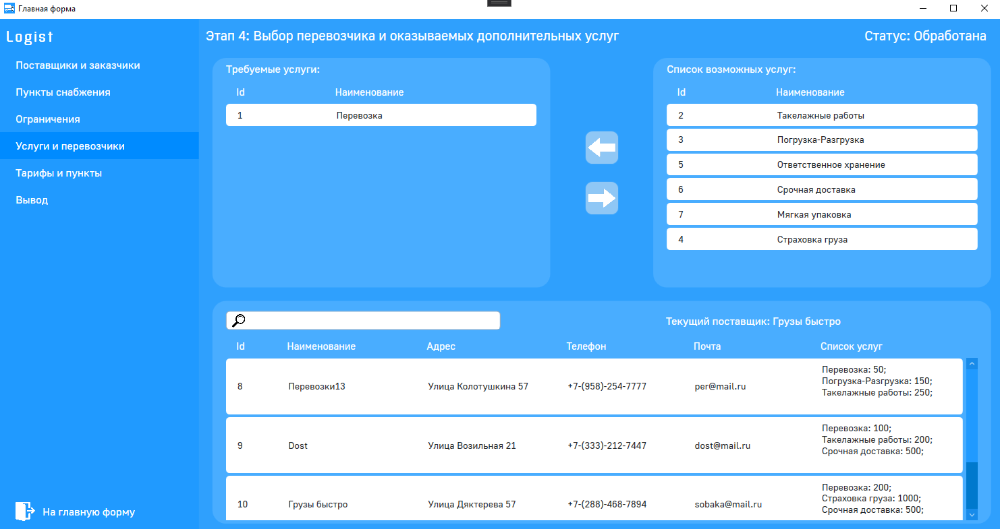 Главная форма
Logist
Поставщики и заказчики
Пункты снабжения
Ограничения
Услуги и перевозчики
Тарифы и пункты
Вывод
На главную форму
Этап 4: Выбор перевозчика и оказываемых дополнительных услуг
Статус: Обработана
Требуемые услуги:
Id Наименование
1 Перевозка
Список возможных услуг:
Id Наименование
2 Такелажные работы
3 Погрузка-Разгрузка
5 Ответственное хранение
6 Срочная доставка
7 Мягкая упаковка
4 Страховка груза
Текущий поставщик: Грузы быстро
Id Наименование Адрес Телефон Почта Список услуг
8 Перевозки13 Улица Колотушкина 57 +7-(958)-254-7777 per@mail.ru
Перевозка: 50;
Погрузка-Разгрузка: 150;
Такелажные работы: 250;
9 Dost Улица Возильная 21 +7-(333)-212-7447 dost@mail.ru
Перевозка: 100;
Такелажные работы: 200;
Срочная доставка: 500;
10 Грузы быстро Улица Дяктерева 57 +7-(288)-468-7894 sobaka@mail.ru
Перевозка: 200;
Страховка груза: 1000;
Срочная доставка: 500;